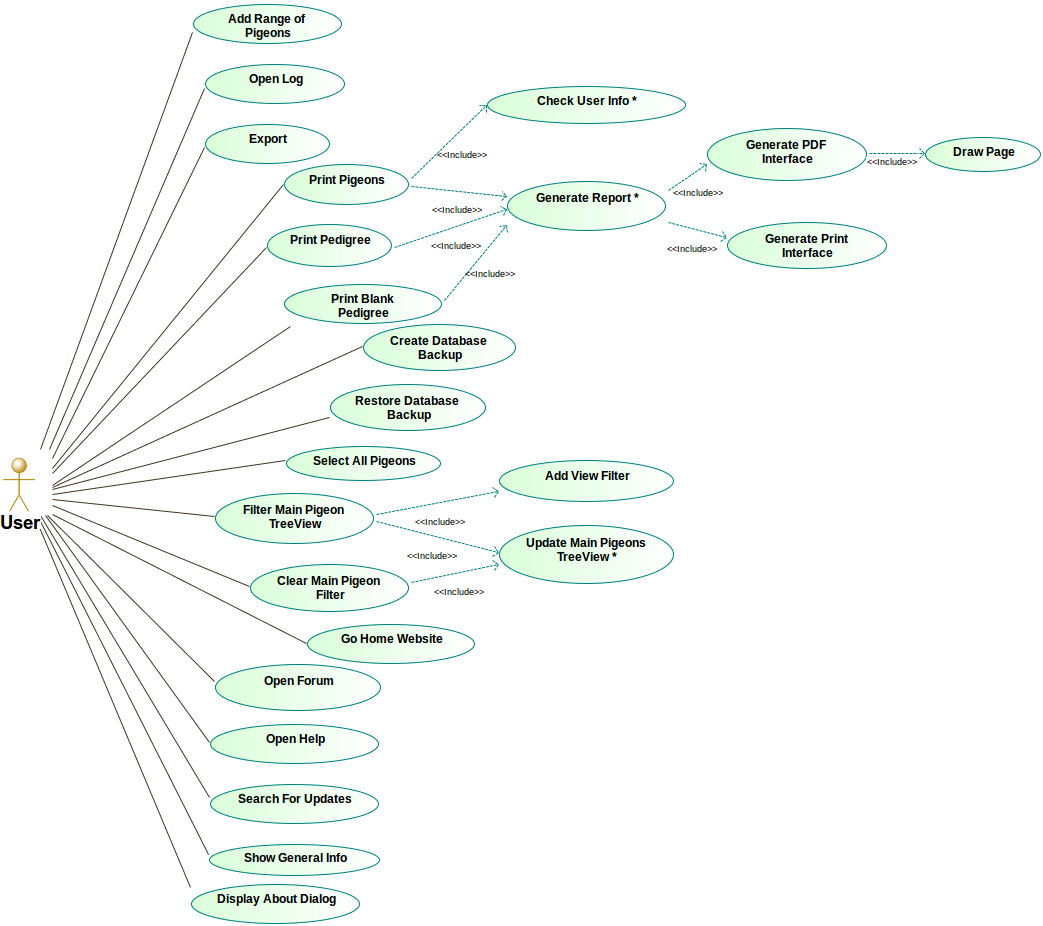 Add Range of
Pigeons
Open Log
Check User Info *
Export
Generate PDF
Interface
Draw Page
<<Include>>
<<Include>>
Print Pigeons
Generate Report *
<<Include>>
<<Include>>
Print Pedigree
<<Include>>
Generate Print
Interface
<<Include>>
<<Include>>
Print Blank
Pedigree
Create Database
Backup
Restore Database
Backup
Select All Pigeons
Add View Filter
Filter Main Pigeon
TreeView
<<Include>>
User
Update Main Pigeons
TreeView *
<<Include>>
Clear Main Pigeon
Filter
<<Include>>
Go Home Website
Open Forum
Open Help
Search For Updates
Show General Info
Display About Dialog